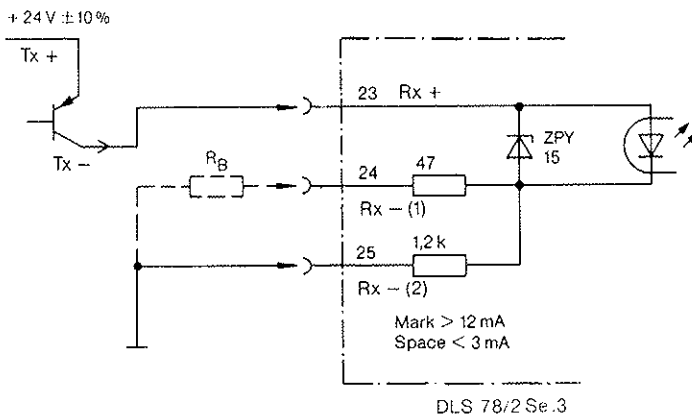 + 24 V ± 10 %
Tx +
Tx −
23 Rx +
ZPY
15
R_B
24 47
Rx − (1)
25 1,2 k
Rx − (2)
Mark > 12 mA
Space < 3 mA
DLS 78/2 Se.3